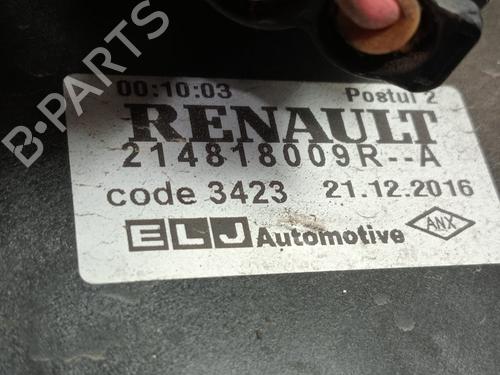 B-PARTS
00:10:03 Postul 2
RENAULT
214818009R--A
code 3423 21.12.2016
ELJ Automotive ANX